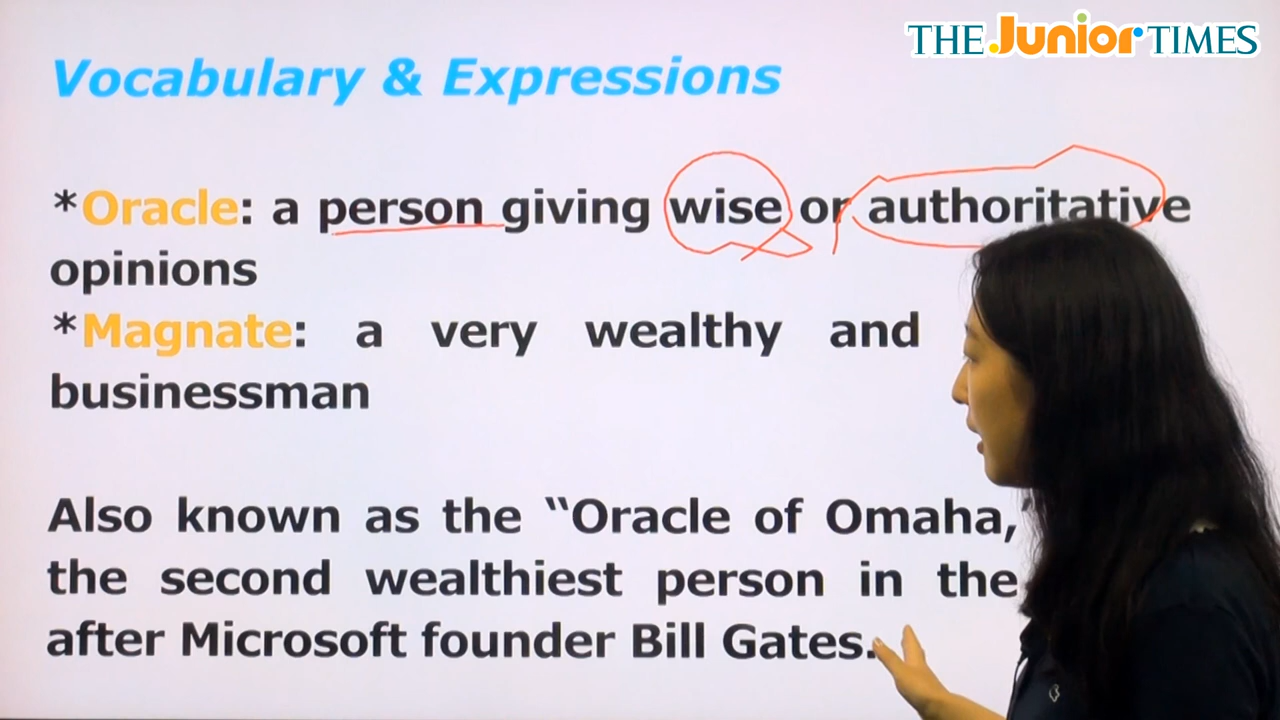 THE Junior TIMES
Vocabulary & Expressions
*Oracle: a person giving wise or authoritative
opinions
*Magnate: a very wealthy and
businessman
Also known as the “Oracle of Omaha,
the second wealthiest person in the
after Microsoft founder Bill Gates.